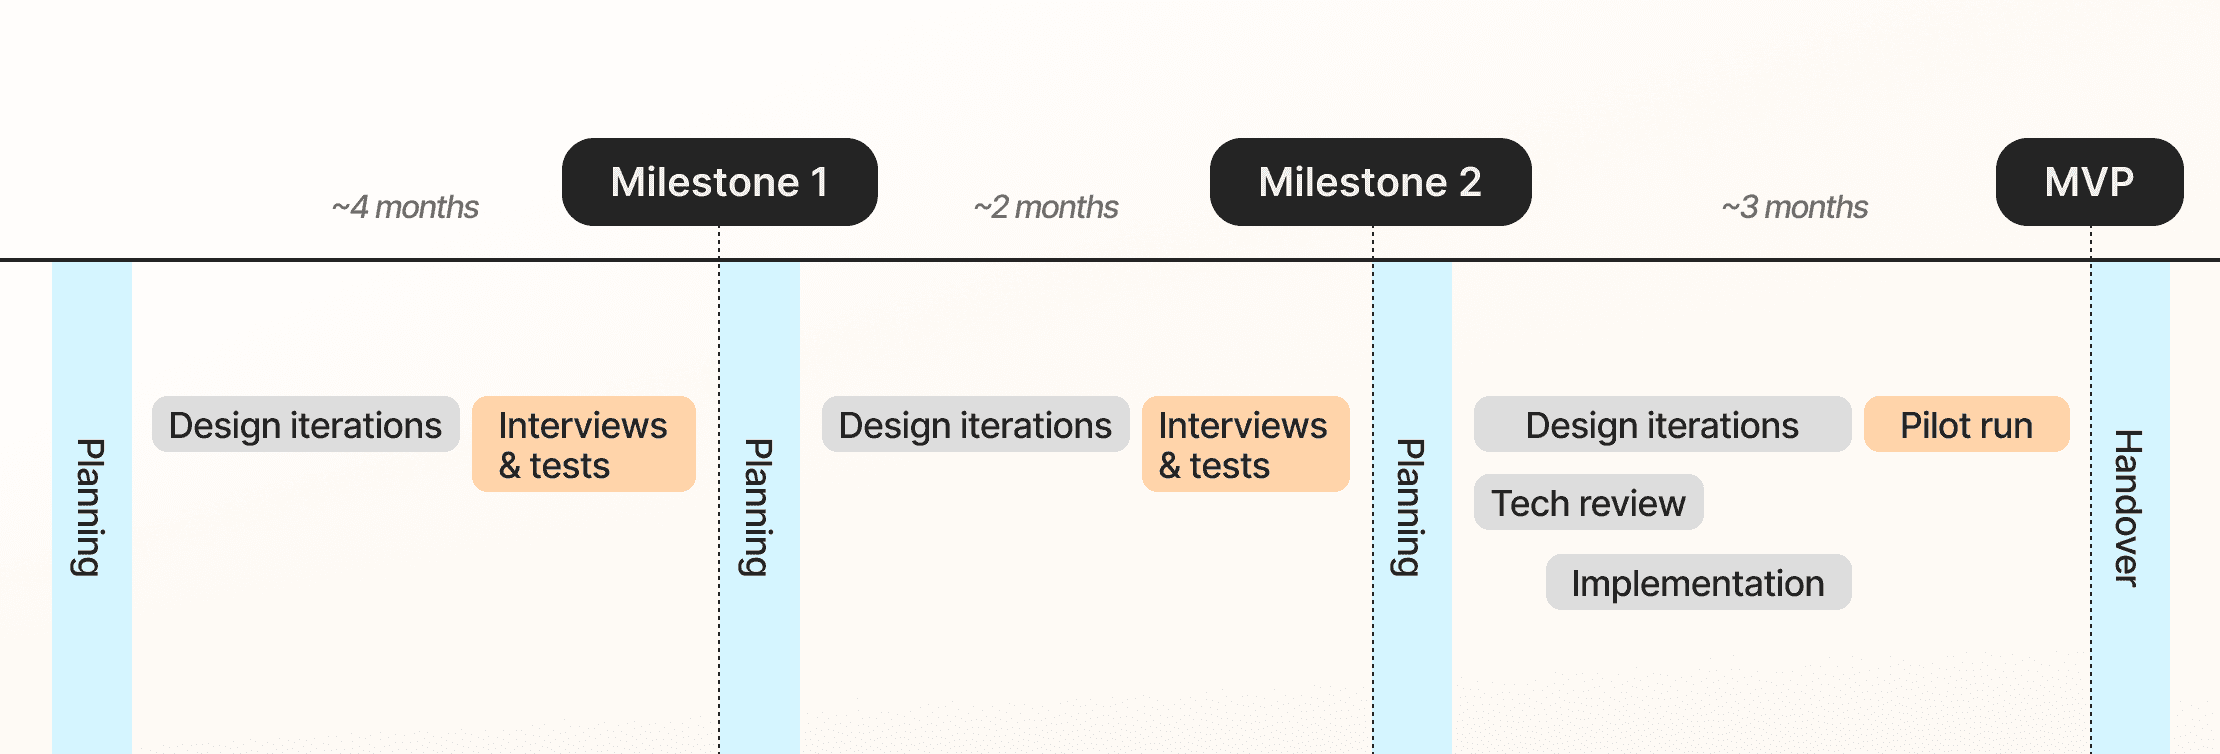 Milestone 1
Milestone 2
MVP
~4 months
~2 months
~3 months
Planning
Design iterations
Interviews
& tests
Planning
Design iterations
Interviews
& tests
Planning
Design iterations
Pilot run
Tech review
Implementation
Handover